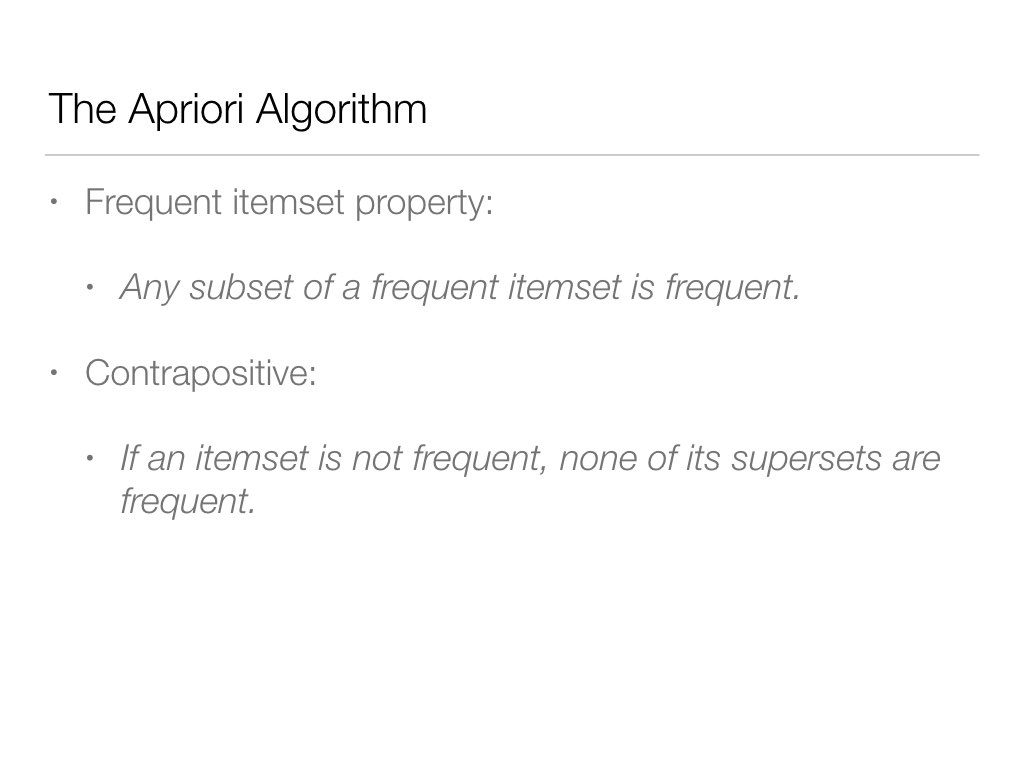 The Apriori Algorithm
• Frequent itemset property:
• Any subset of a frequent itemset is frequent.
• Contrapositive:
• If an itemset is not frequent, none of its supersets are
frequent.